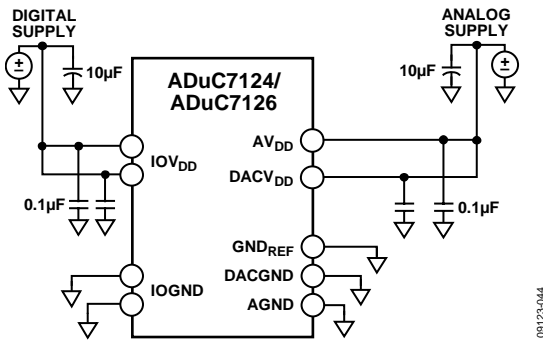 DIGITAL
SUPPLY
ANALOG
SUPPLY
10µF
10µF
ADuC7124/
ADuC7126
AVDD
IOVDD
DACVDD
0.1µF
0.1µF
GNDREF
DACGND
IOGND
AGND
09123-044